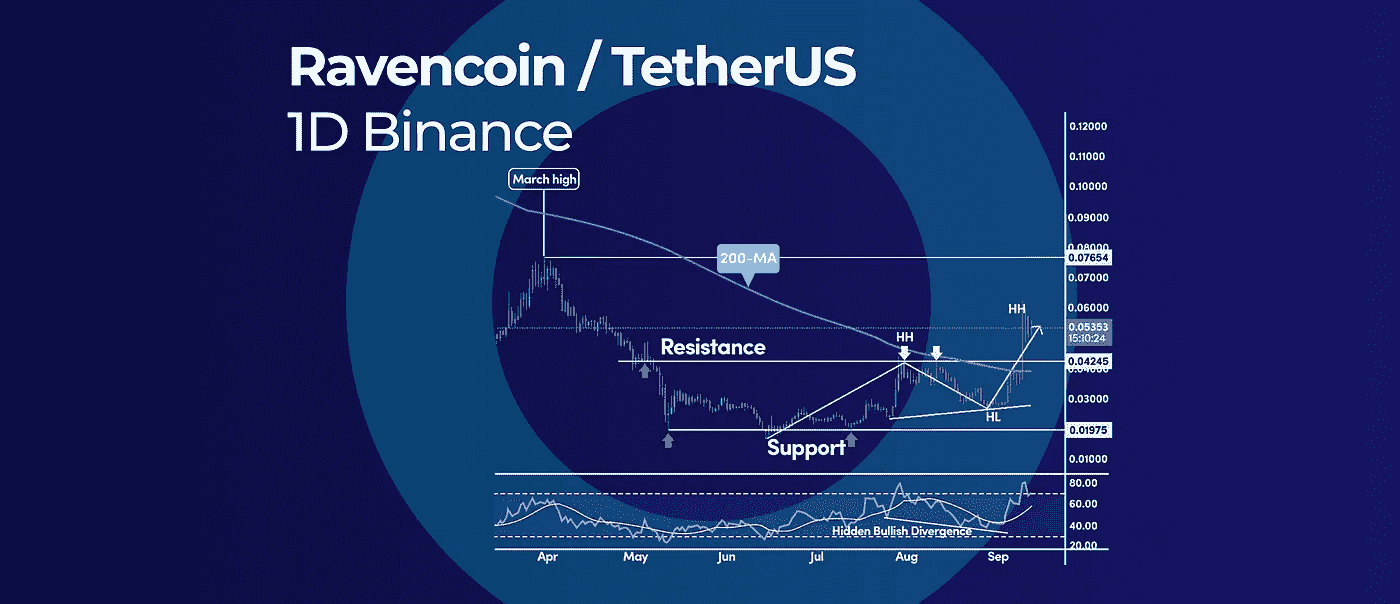 Ravencoin / TetherUS
1D Binance
March high
200-MA
Resistance
HH
HH
HL
Support
0.12000
0.11000
0.10000
0.09000
0.08000
0.07654
0.07000
0.06000
0.05353
15:10:24
0.04245
0.04000
0.03000
0.01975
0.01000
80.00
60.00
40.00
20.00
Hidden Bullish Divergence
Apr May Jun Jul Aug Sep